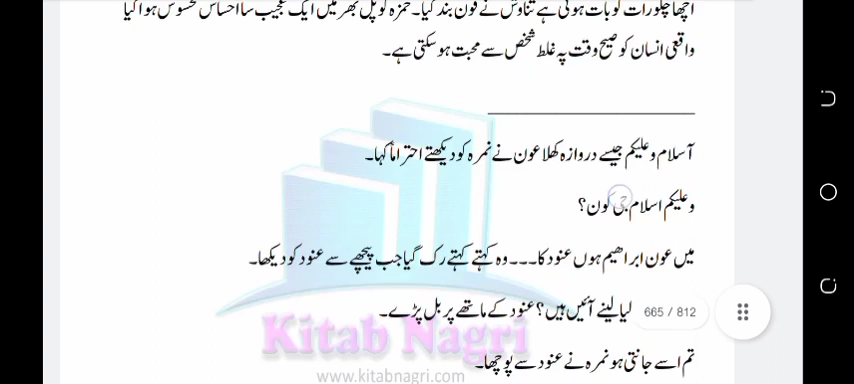 اچھا چلو رات کو بات ہوتی ہے تناوش نے فون بند کیا۔ حمزہ کو پل بھر میں ایک عجیب سا احساس محسوس ہوا کیا
واقعی انسان کو صحیح وقت پہ غلط شخص سے محبت ہو سکتی ہے۔
آسلام و علیکم جیسے دروازہ کھلا عون نے نمرہ کو دیکھتے احتراماً کہا۔
و علیکم اسلام جی کون؟
میں عون ابراھیم ہوں عنود کا۔۔۔ وہ کہتے کہتے رک گیا جب پیچھے سے عنود کو دیکھا۔
کیا لینے آئیں ہیں؟ عنود کے ماتھے پر بل پڑے۔
665 / 812
تم اسے جانتی ہو نمرہ نے عنود سے پوچھا۔
Kitab Nagri
www.kitabnagri.com